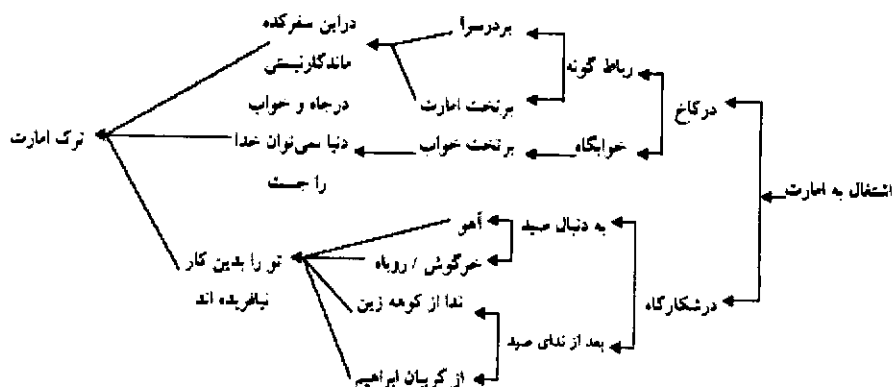 اشتغال به امارت
درکاخ
درشکارگاه
رباط گونه
خوابگاه
به دنبال صید
بعد از ندای صید
بردرسرا
برتخت امارت
برتخت خواب
آهو
خرگوش / روباه
ندا از کوهه زین
از گریبان ابراهیم
دراین سفرکده
ماندگارنیستی
درجاه و خواب
دنیا نمی‌توان خدا
را جست
تو را بدین کار
نیافریده اند
ترک امارت